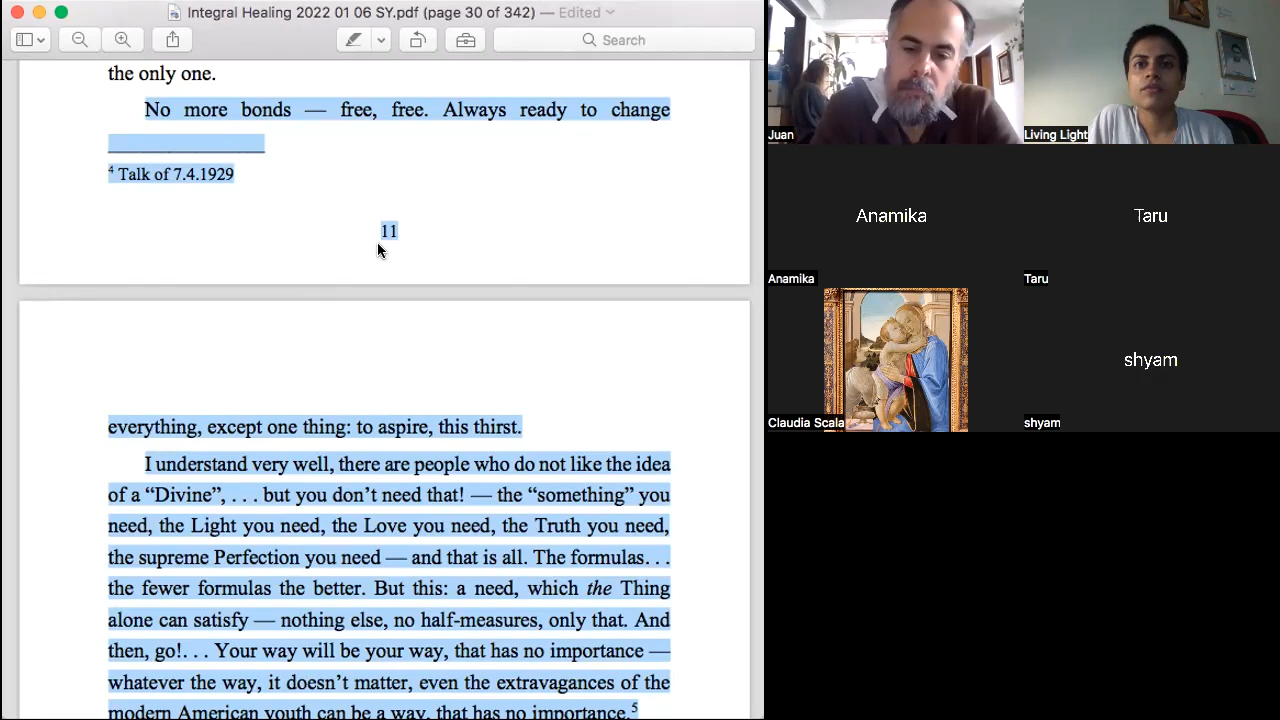 Integral Healing 2022 01 06 SY.pdf (page 30 of 342) — Edited
Search
the only one.
No more bonds — free, free. Always ready to change
4 Talk of 7.4.1929
11
everything, except one thing: to aspire, this thirst.
I understand very well, there are people who do not like the idea
of a “Divine”, . . . but you don’t need that! — the “something” you
need, the Light you need, the Love you need, the Truth you need,
the supreme Perfection you need — and that is all. The formulas. . .
the fewer formulas the better. But this: a need, which the Thing
alone can satisfy — nothing else, no half-measures, only that. And
then, go!. . . Your way will be your way, that has no importance —
whatever the way, it doesn’t matter, even the extravagances of the
modern American youth can be a way, that has no importance.5
Juan
Living Light
Anamika
Anamika
Taru
Taru
Claudia Scala
shyam
shyam